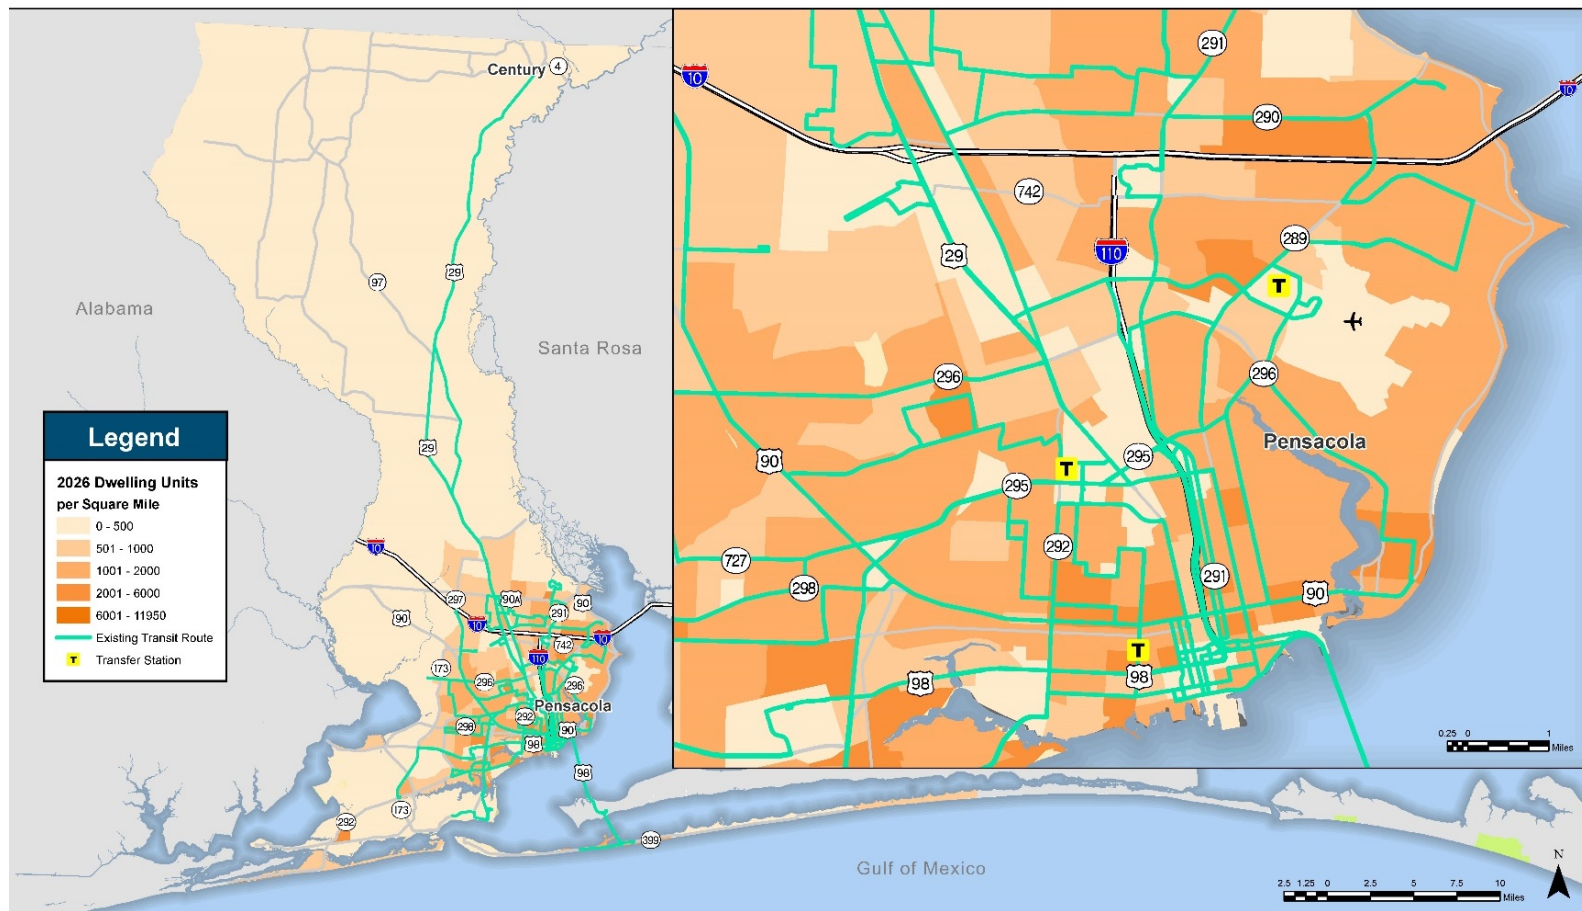 Century
4
29
97
Alabama
Santa Rosa
29
Legend
2026 Dwelling Units
per Square Mile
0 - 500
501 - 1000
1001 - 2000
2001 - 6000
6001 - 11950
Existing Transit Route
T Transfer Station
10
297
90A
90
291
90
10
742
10
110
173
296
296
Pensacola
292
298
90
98
98
173
292
399
Gulf of Mexico
291
10
10
290
742
289
29
110
T
296
296
Pensacola
90
295
T
295
727
292
298
291
90
T
98
98
0.25 0 1
Miles
N
2.5 1.25 0 2.5 5 7.5 10
Miles